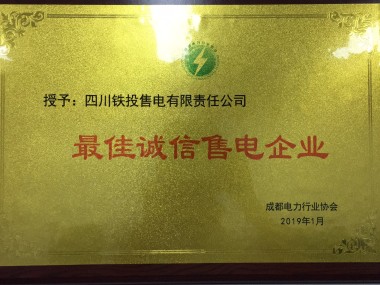 授予：四川铁投售电有限责任公司
最佳诚信售电企业
成都电力行业协会
2019年1月